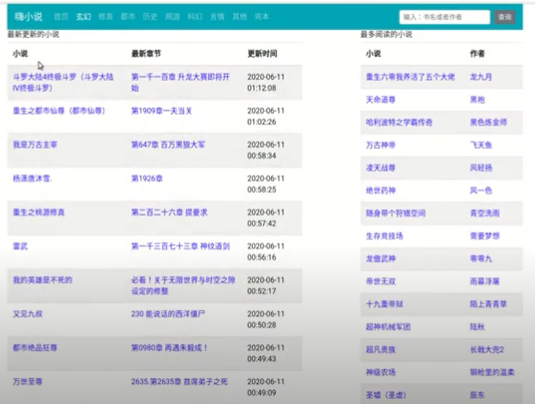 嗨小说 首页 玄幻 修真 都市 历史 网游 科幻 言情 其他 完本 输入：书名或者作者 查询
最新更新的小说
小说 最新章节 更新时间
斗罗大陆4终极斗罗（斗罗大陆 第一千一百章 升龙大赛即将开 2020-06-11
IV终极斗罗） 始 01:12:08
重生之都市仙尊（都市仙尊） 第1909章一夫当关 2020-06-11
01:02:26
我是万古主宰 第647章 百万黑狼大军 2020-06-11
00:58:34
杨潇唐沐雪. 第1926章 2020-06-11
00:58:25
重生之桃源修真 第二百二十六章 提要求 2020-06-11
00:57:42
雷武 第一千三百七十三章 神纹道剑 2020-06-11
00:56:16
我的英雄是不死的 必看！关于无限世界与时空之隙 2020-06-11
设定的修整 00:52:17
又见九叔 230 能说话的西洋僵尸 2020-06-11
00:50:28
都市绝品狂尊 第0980章 再遇朱毅成！ 2020-06-11
00:49:43
万世至尊 2635.第2635章 首席弟子之死 2020-06-11
00:49:09
最多阅读的小说
小说 作者
重生六零我养活了五个大佬 龙九月
天命道尊 黑袍
哈利波特之学霸传奇 黑色炼金师
万古神帝 飞天鱼
凌天战尊 风轻扬
绝世药神 风一色
随身带个狩猎空间 青空洗雨
生存竞技场 需要梦想
龙血武神 零零九
帝世无双 雨暮浮屠
十九重帝狱 陌上青青草
超神机械军团 陆秋
超凡贵族 长戟大兜2
神级农场 钢枪里的温柔
圣墟（圣虚） 辰东